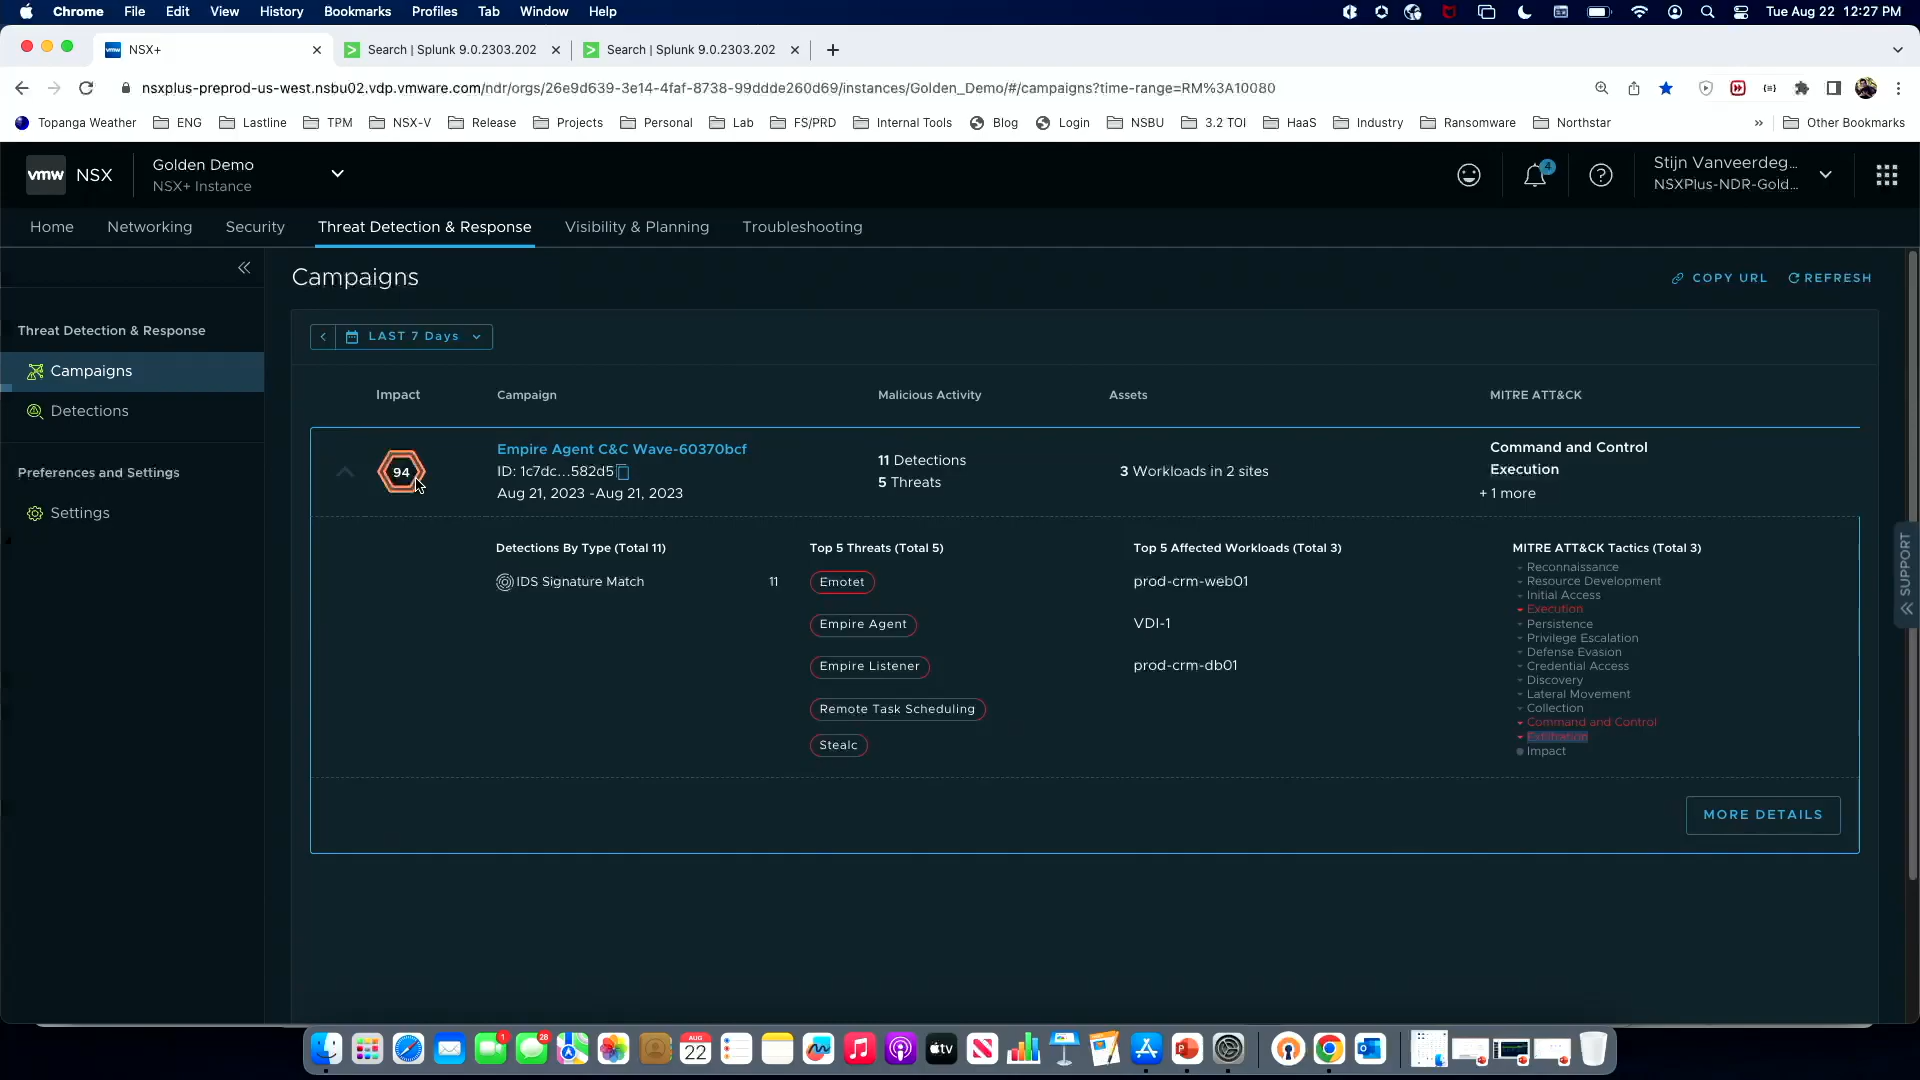 Chrome File Edit View History Bookmarks Profiles Tab Window Help Tue Aug 22 12:27 PM
NSX+ Search | Splunk 9.0.2303.202 Search | Splunk 9.0.2303.202
nsxplus-preprod-us-west.nsbu02.vdp.vmware.com/ndr/orgs/26e9d639-3e14-4faf-8738-99ddde260d69/instances/Golden_Demo/#/campaigns?time-range=RM%3A10080
Topanga Weather ENG Lastline TPM NSX-V Release Projects Personal Lab FS/PRD Internal Tools Blog Login NSBU 3.2 TOI HaaS Industry Ransomware Northstar » Other Bookmarks
vmw NSX
Golden Demo
NSX+ Instance
4
Stijn Vanveerdeg...
NSXPlus-NDR-Gold...
Home Networking Security Threat Detection & Response Visibility & Planning Troubleshooting
Threat Detection & Response
Campaigns
Detections
Preferences and Settings
Settings
Campaigns
COPY URL REFRESH
LAST 7 Days
Impact Campaign Malicious Activity Assets MITRE ATT&CK
94
Empire Agent C&C Wave-60370bcf
ID: 1c7dc...582d5
Aug 21, 2023 -Aug 21, 2023
11 Detections
5 Threats
3 Workloads in 2 sites
Command and Control
Execution
+ 1 more
Detections By Type (Total 11)
IDS Signature Match 11
Top 5 Threats (Total 5)
Emotet
Empire Agent
Empire Listener
Remote Task Scheduling
Stealc
Top 5 Affected Workloads (Total 3)
prod-crm-web01
VDI-1
prod-crm-db01
MITRE ATT&CK Tactics (Total 3)
Reconnaissance
Resource Development
Initial Access
Execution
Persistence
Privilege Escalation
Defense Evasion
Credential Access
Discovery
Lateral Movement
Collection
Command and Control
Exfiltration
Impact
MORE DETAILS
SUPPORT
1
28
AUG
22
tv